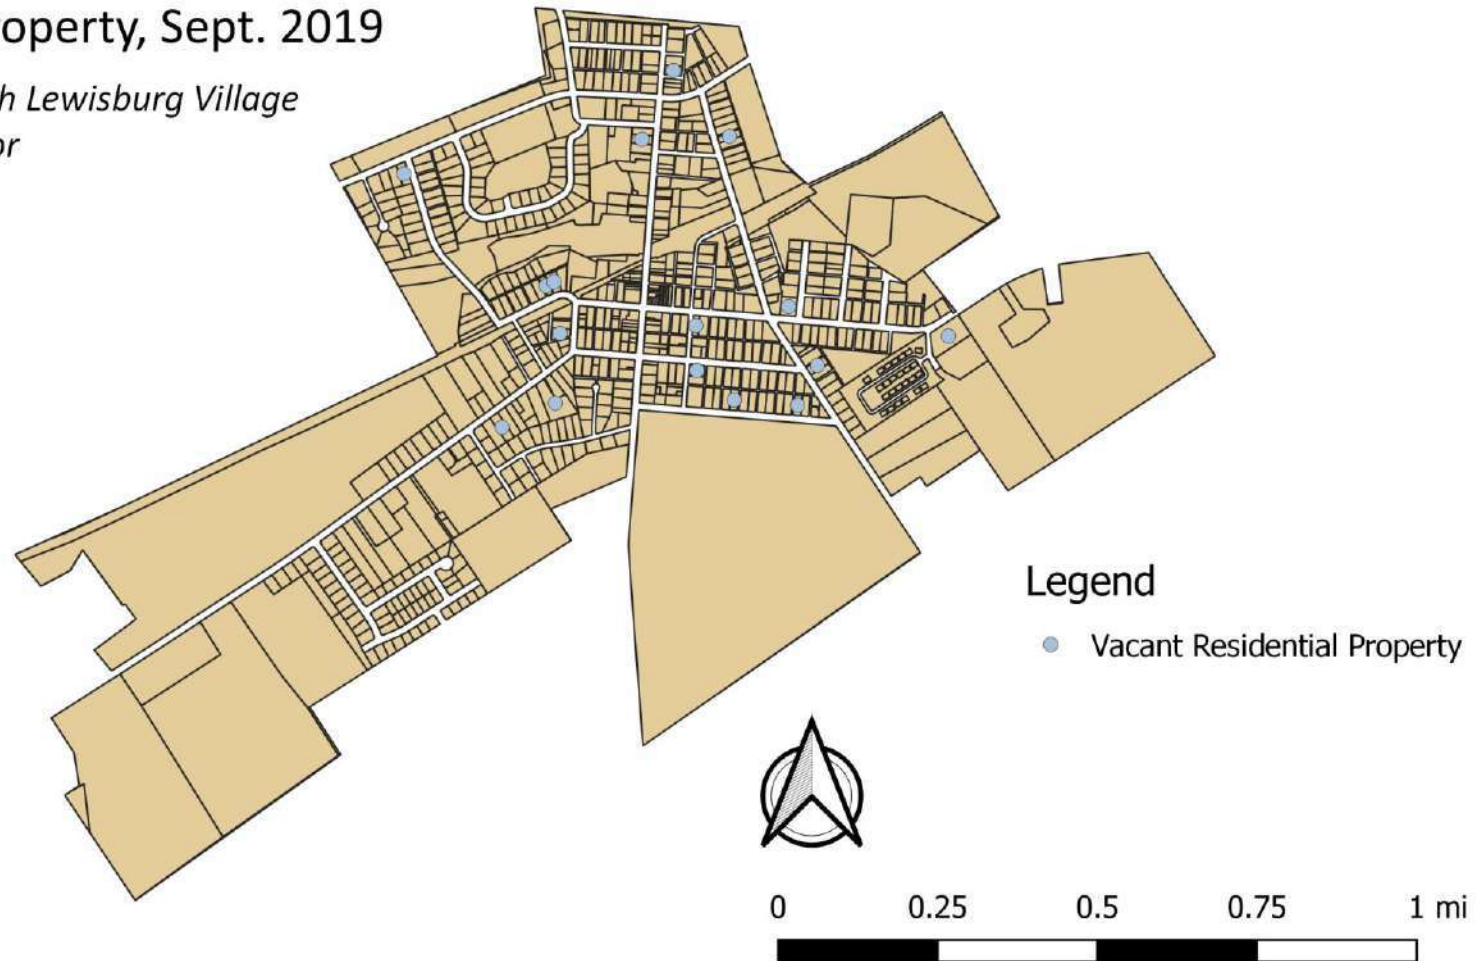 operty, Sept. 2019
h Lewisburg Village
or
Legend
Vacant Residential Property
0 0.25 0.5 0.75 1 mi